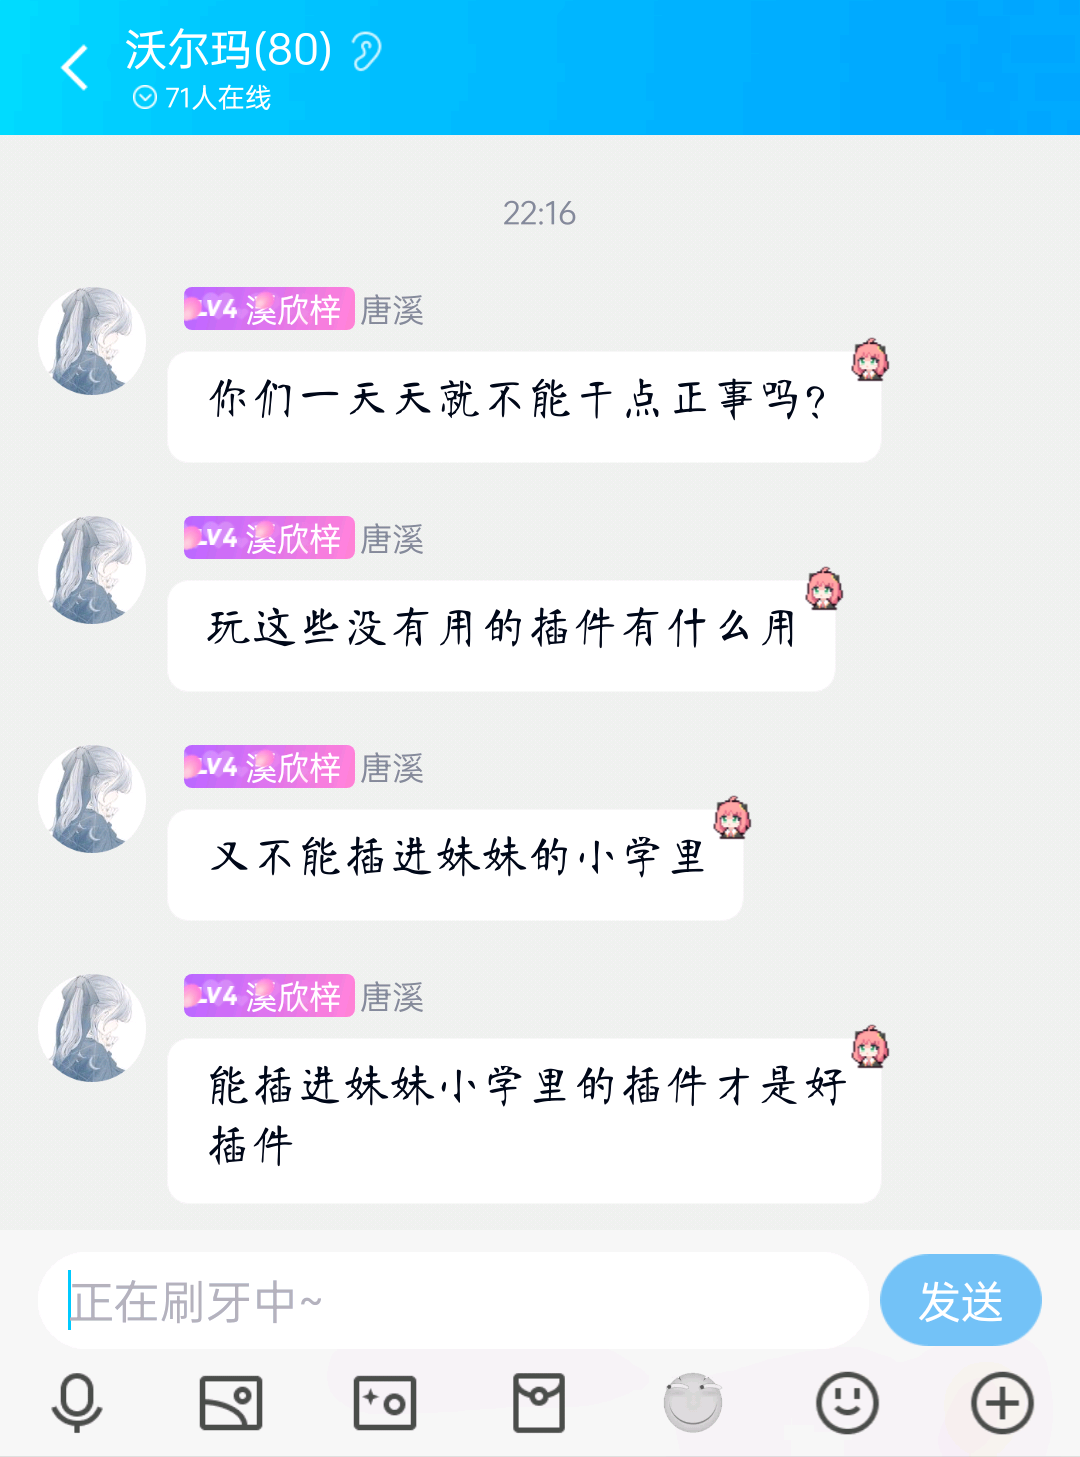 沃尔玛(80)
71人在线
22:16
LV4 溪欣梓 唐溪
你们一天天就不能干点正事吗?
LV4 溪欣梓 唐溪
玩这些没有用的插件有什么用
LV4 溪欣梓 唐溪
又不能插进妹妹的小学里
LV4 溪欣梓 唐溪
能插进妹妹小学里的插件才是好
插件
正在刷牙中~
发送